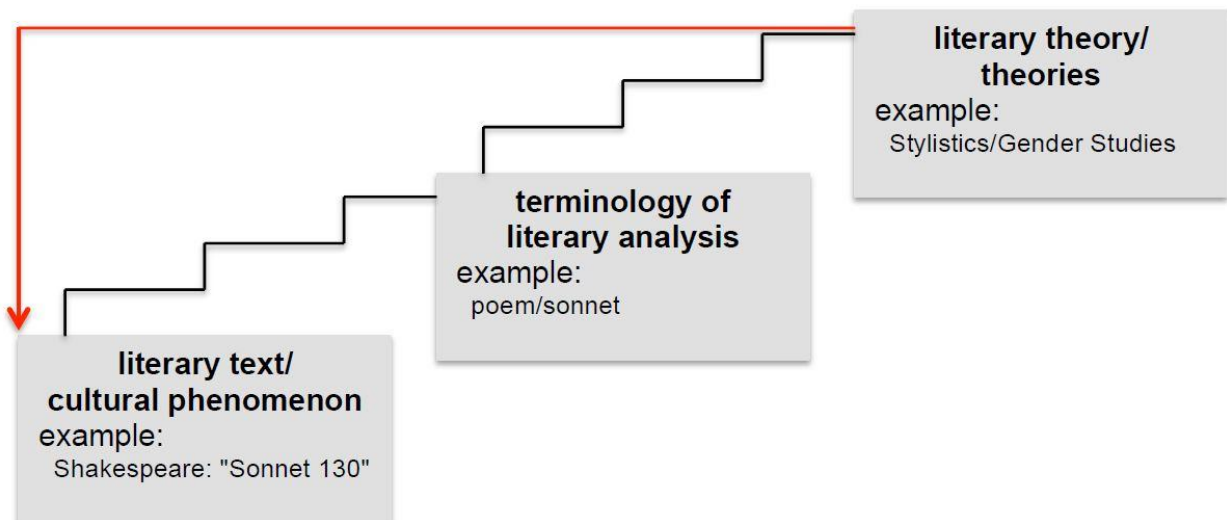 literary theory/
theories
example:
Stylistics/Gender Studies
terminology of
literary analysis
example:
poem/sonnet
literary text/
cultural phenomenon
example:
Shakespeare: "Sonnet 130"